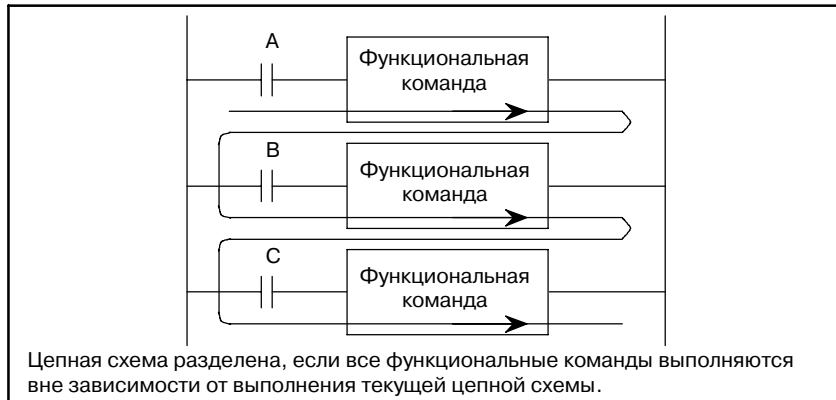 A
Функциональная
команда
B
Функциональная
команда
C
Функциональная
команда
Цепная схема разделена, если все функциональные команды выполняются
вне зависимости от выполнения текущей цепной схемы.